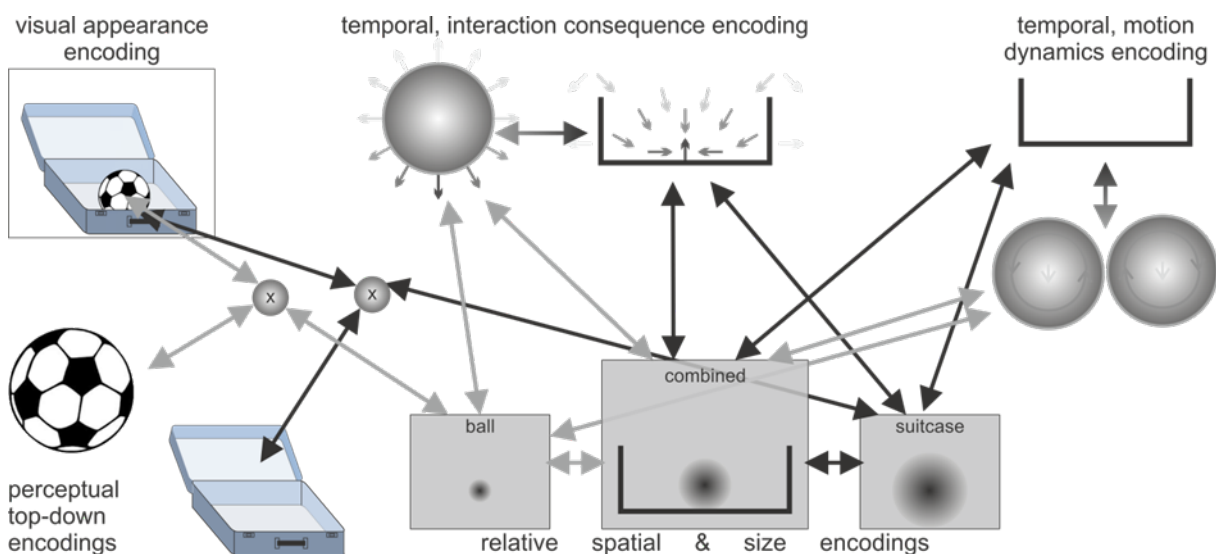 visual appearance
encoding
temporal, interaction consequence encoding
temporal, motion
dynamics encoding
x
x
combined
ball
suitcase
perceptual
top-down
encodings
relative spatial & size encodings